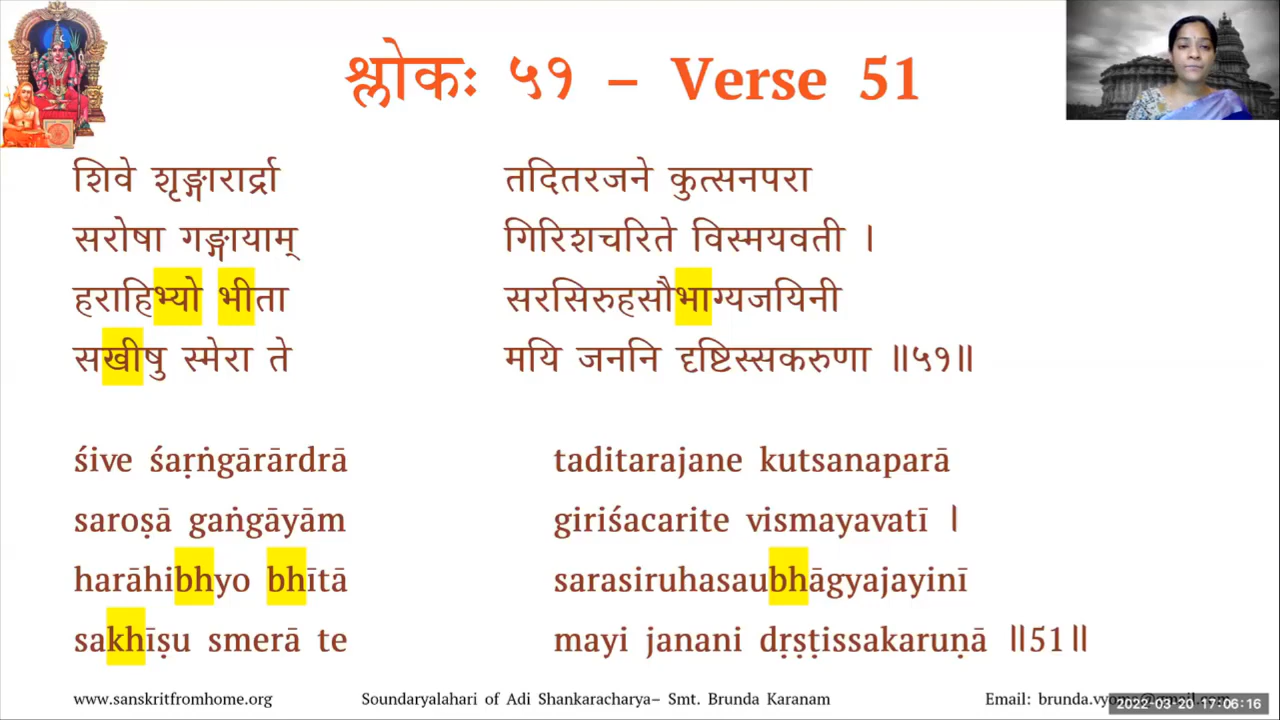 श्लोकः ५१ – Verse 51
शिवे शृङ्गारार्द्रा तदितरजने कुत्सनपरा
सरोषा गङ्गायाम् गिरिशचरिते विस्मयवती ।
हराहिभ्यो भीता सरसिरुहसौभाग्यजयिनी
सखीषु स्मेरा ते मयि जननि दृष्टिस्सकरुणा ॥५१॥
śive śaṛṅgārārdrā taditarajane kutsanaparā
saroṣā gaṅgāyām giriśacarite vismayavatī ।
harāhibhyo bhītā sarasiruhasaubhāgyajayinī
sakhīṣu smerā te mayi janani dṛṣṭissakaruṇā ॥51॥
www.sanskritfromhome.org Soundaryalahari of Adi Shankaracharya– Smt. Brunda Karanam Email:
2022-03-20 17:06:16